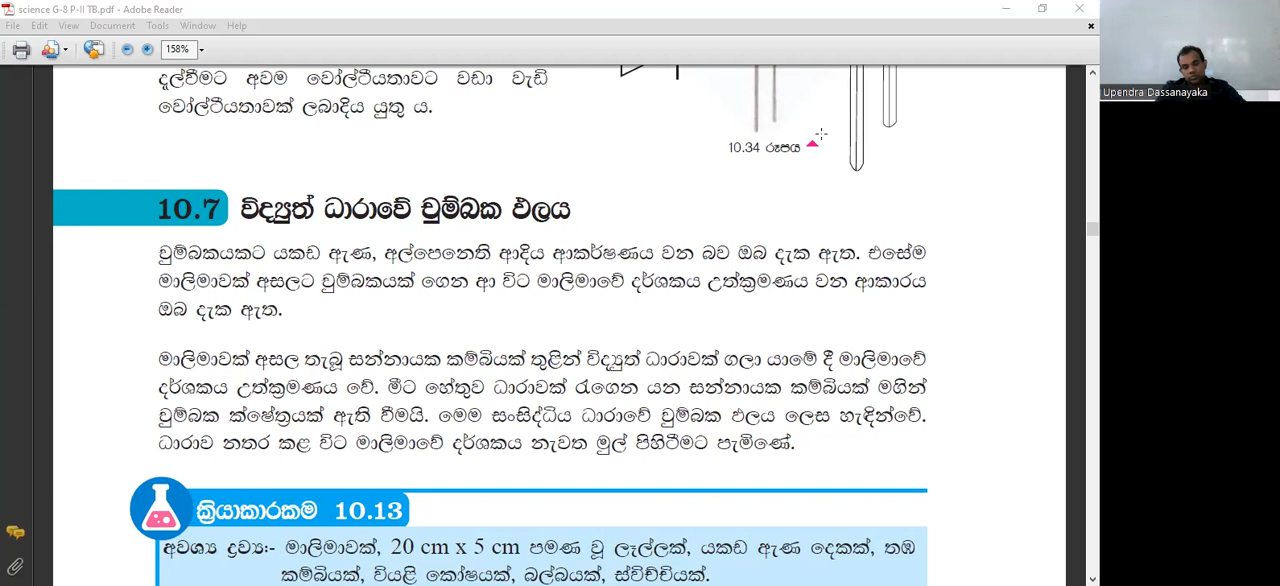 science G-8 P-II TB.pdf - Adobe Reader
File Edit View Document Tools Window Help
158%
Upendra Dassanayaka
දැල්වීමට අවම වෝල්ටීයතාවට වඩා වැඩි
වෝල්ටීයතාවක් ලබාදිය යුතු ය.
10.34 රූපය
10.7 විද්‍යුත් ධාරාවේ චුම්බක ඵලය
චුම්බකයකට යකඩ ඇණ, අල්පෙනෙති ආදිය ආකර්ෂණය වන බව ඔබ දැක ඇත. එසේම
මාලිමාවක් අසලට චුම්බකයක් ගෙන ආ විට මාලිමාවේ දර්ශකය උත්ක්‍රමණය වන ආකාරය
ඔබ දැක ඇත.
මාලිමාවක් අසල තැබූ සන්නායක කම්බියක් තුළින් විද්‍යුත් ධාරාවක් ගලා යාමේ දී මාලිමාවේ
දර්ශකය උත්ක්‍රමණය වේ. මීට හේතුව ධාරාවක් රැගෙන යන සන්නායක කම්බියක් මගින්
චුම්බක ක්ෂේත්‍රයක් ඇති වීමයි. මෙම සංසිද්ධිය ධාරාවේ චුම්බක ඵලය ලෙස හැඳින්වේ.
ධාරාව නතර කළ විට මාලිමාවේ දර්ශකය නැවත මුල් පිහිටීමට පැමිණේ.
ක්‍රියාකාරකම 10.13
අවශ්‍ය ද්‍රව්‍ය:- මාලිමාවක්, 20 cm x 5 cm පමණ වූ ලෑල්ලක්, යකඩ ඇණ දෙකක්, තඹ
කම්බියක්, වියළි කෝෂයක්, බල්බයක්, ස්විච්චියක්.